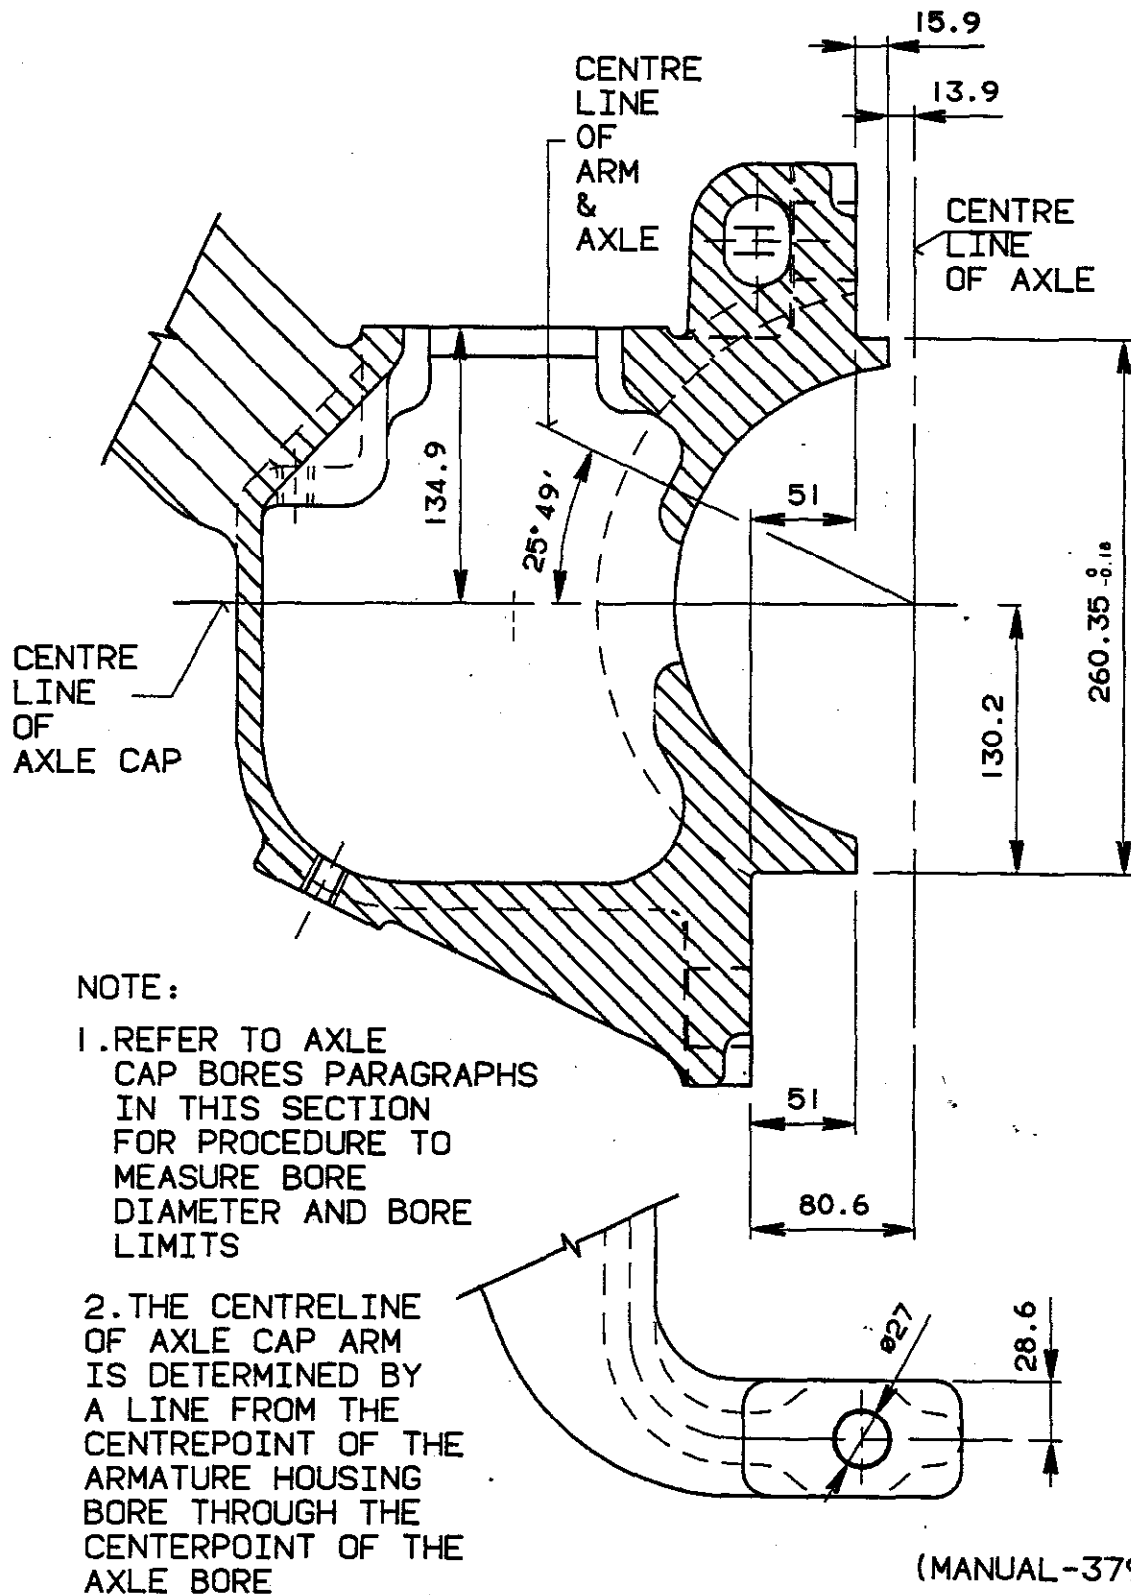 15.9
13.9
CENTRE
LINE
OF
ARM
&
AXLE
CENTRE
LINE
OF AXLE
134.9
25°49'
51
260.35 0 -0.18
130.2
CENTRE
LINE
OF
AXLE CAP
51
80.6
NOTE:
1.REFER TO AXLE
CAP BORES PARAGRAPHS
IN THIS SECTION
FOR PROCEDURE TO
MEASURE BORE
DIAMETER AND BORE
LIMITS
2.THE CENTRELINE
OF AXLE CAP ARM
IS DETERMINED BY
A LINE FROM THE
CENTREPOINT OF THE
ARMATURE HOUSING
BORE THROUGH THE
CENTERPOINT OF THE
AXLE BORE
ø27
28.6
(MANUAL-379